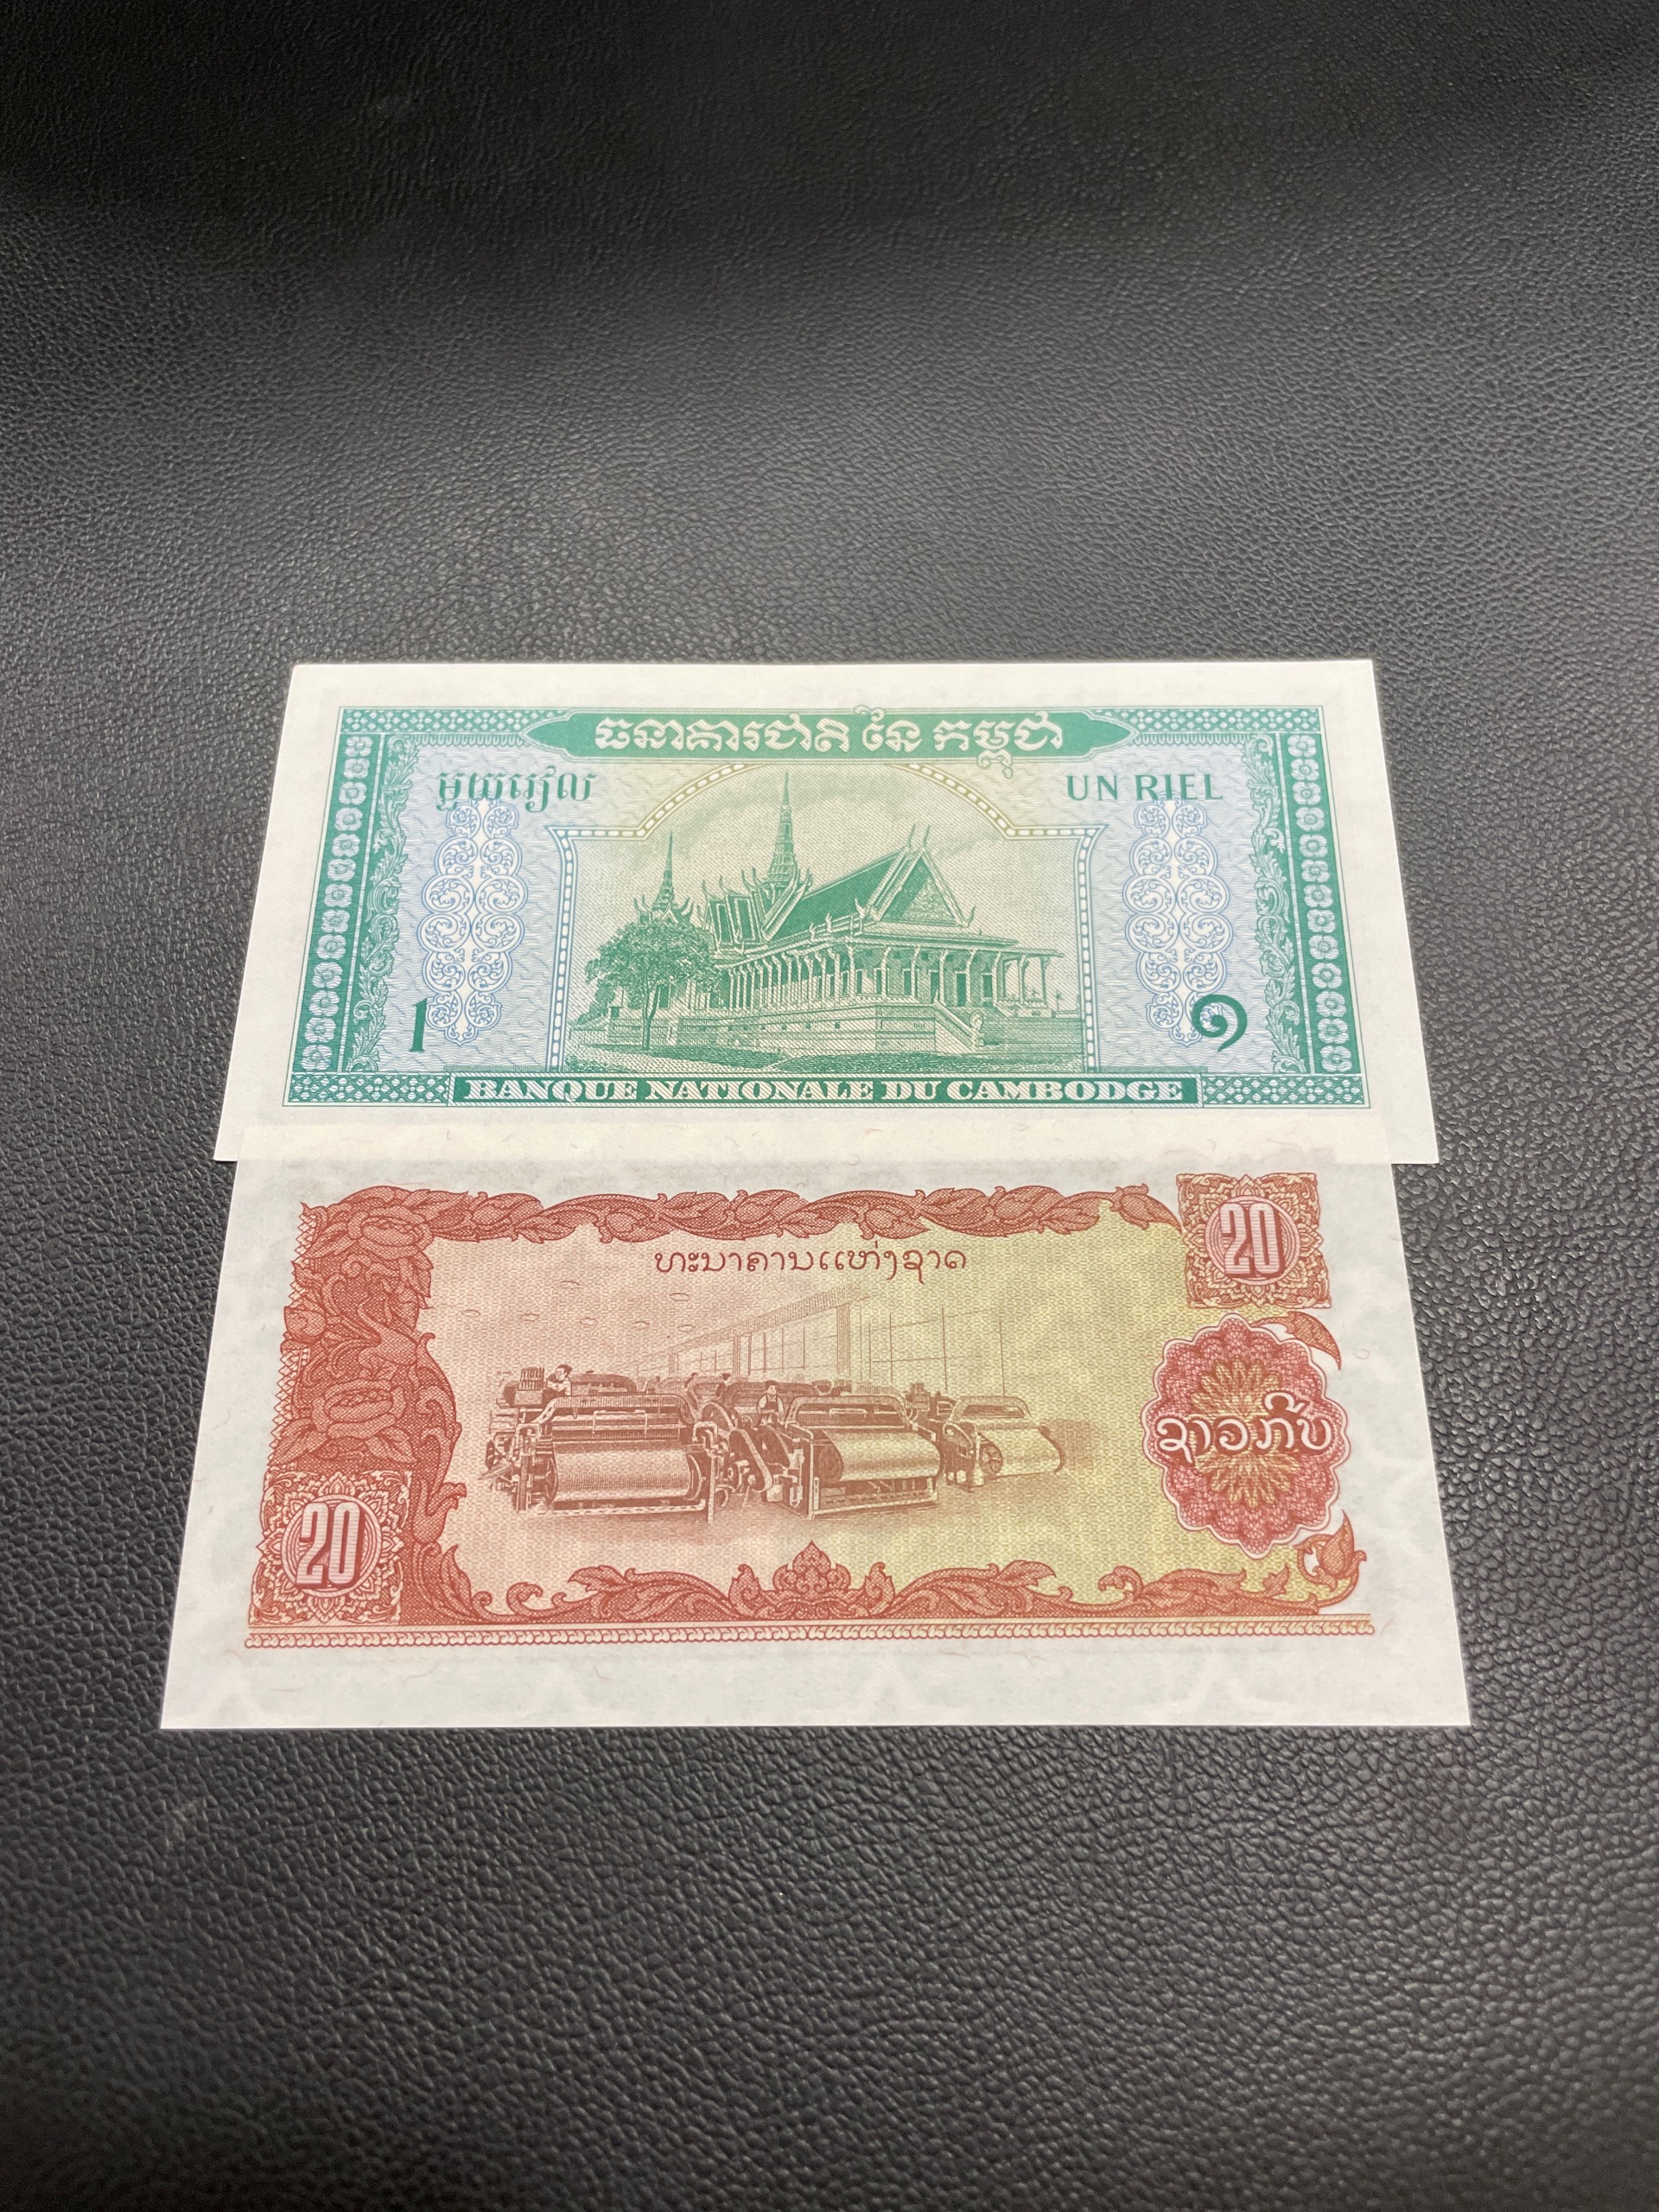 ធនាគារជាតិ នៃ កម្ពុជា
មួយរៀល
UN RIEL
1
១
BANQUE NATIONALE DU CAMBODGE
20
ທະນາຄານແຫ່ງຊາດ
ຊາວກີບ
20